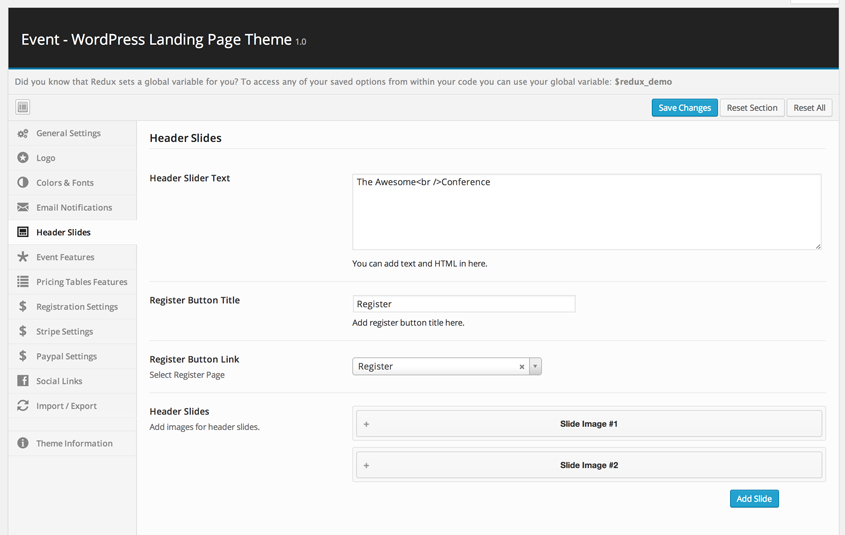 Event - WordPress Landing Page Theme 1.0
Did you know that Redux sets a global variable for you? To access any of your saved options from within your code you can use your global variable: $redux_demo
Save Changes Reset Section Reset All
General Settings
Logo
Colors & Fonts
Email Notifications
Header Slides
Event Features
Pricing Tables Features
Registration Settings
Stripe Settings
Paypal Settings
Social Links
Import / Export
Theme Information
Header Slides
Header Slider Text
The Awesome<br />Conference
You can add text and HTML in here.
Register Button Title
Register
Add register button title here.
Register Button Link
Select Register Page
Register
Header Slides
Add images for header slides.
Slide Image #1
Slide Image #2
Add Slide